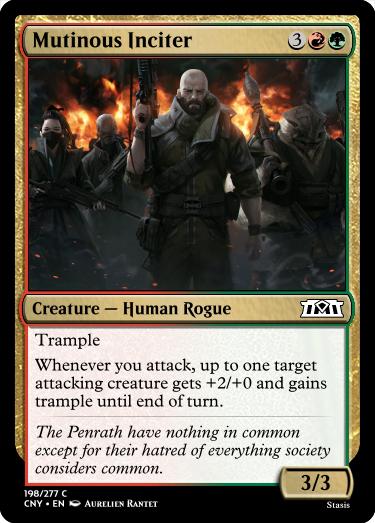 Mutinous Inciter 3
Creature — Human Rogue
Trample
Whenever you attack, up to one target
attacking creature gets +2/+0 and gains
trample until end of turn.
The Penrath have nothing in common
except for their hatred of everything society
considers common.
3/3
198/277 C
CNY • EN Aurelien Rantet
Stasis